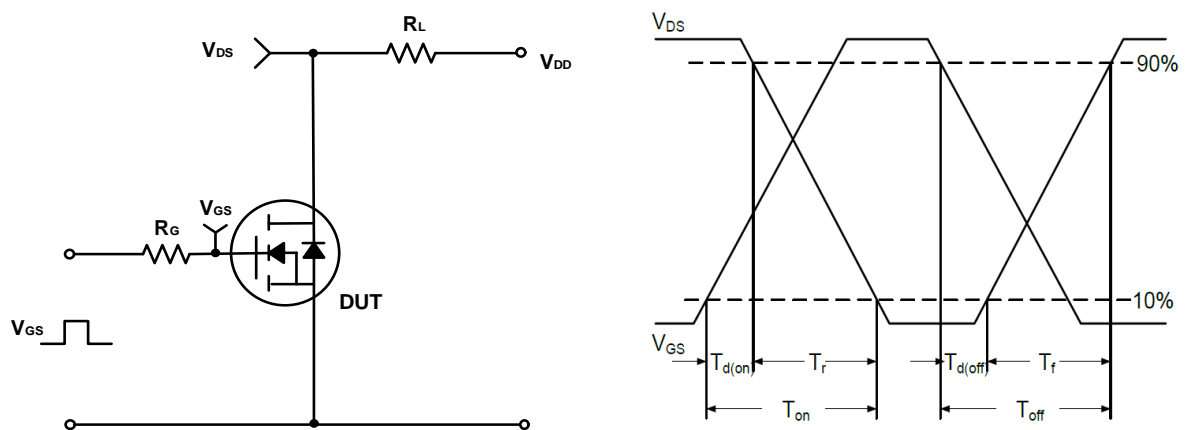 RL
VDS
VDD
VGS
RG
DUT
VGS
VDS
90%
10%
VGS
Td(on)
Tr
Td(off)
Tf
Ton
Toff